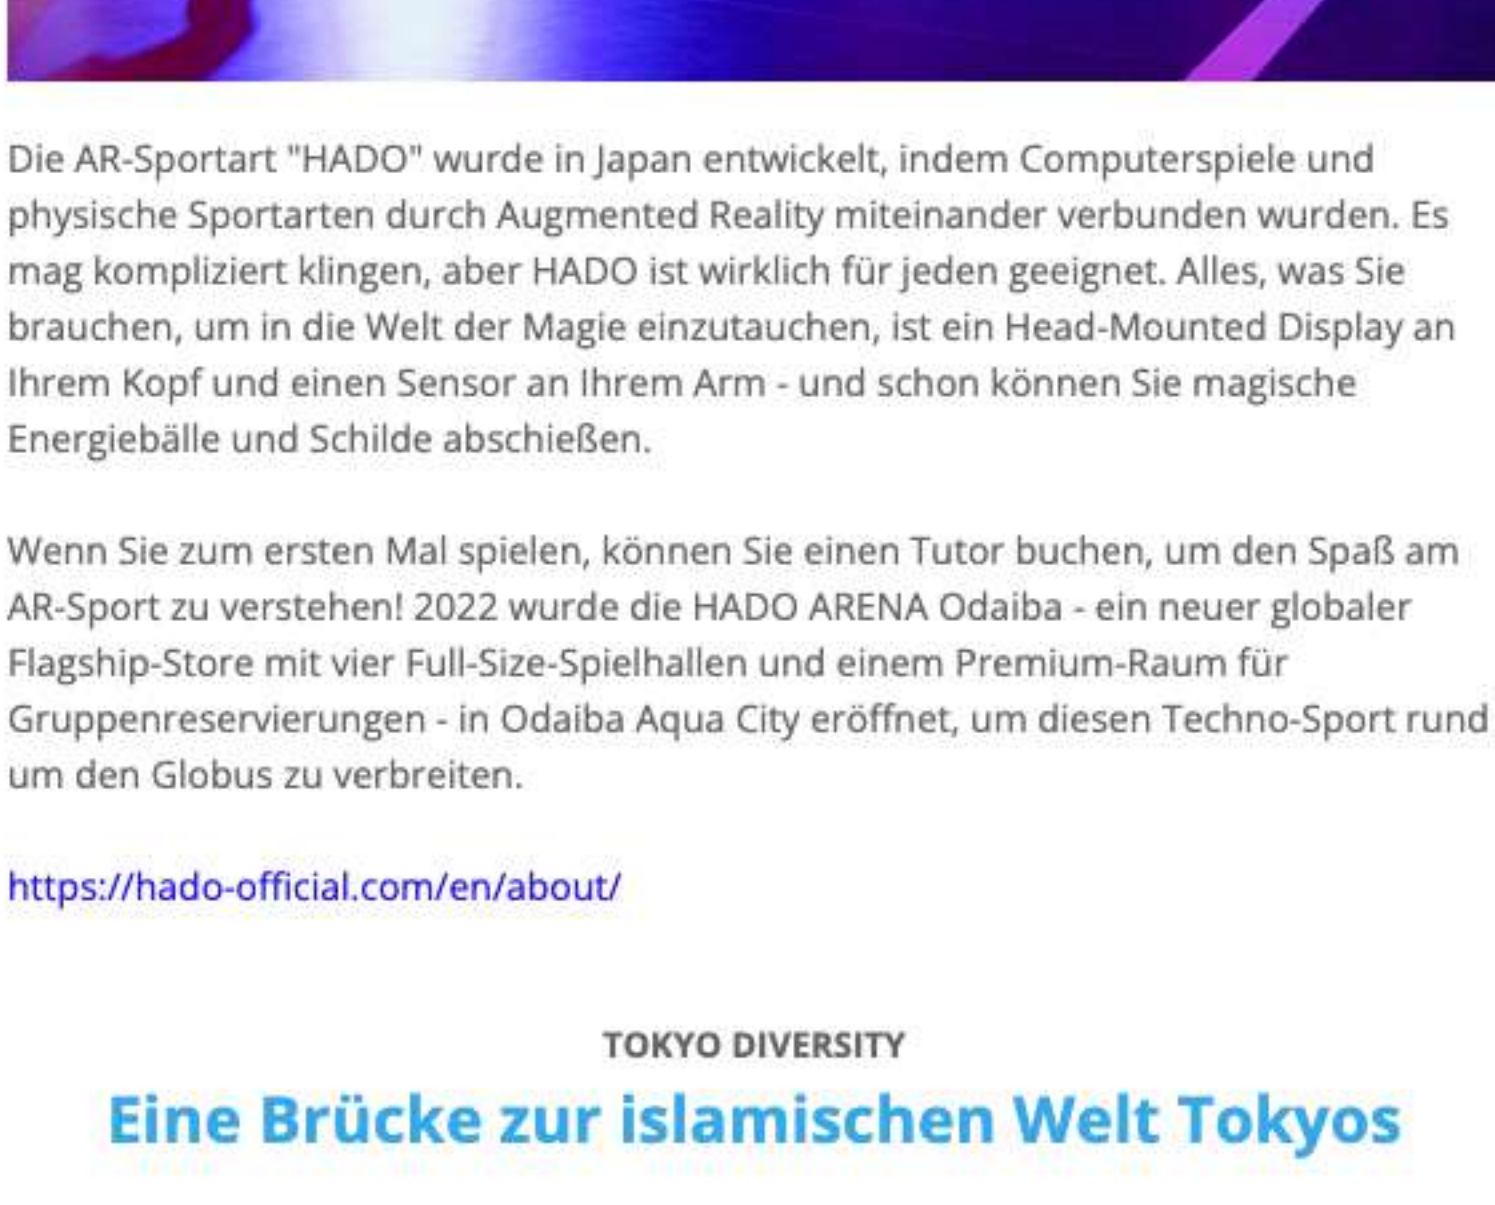 Die AR-Sportart "HADO" wurde in Japan entwickelt, indem Computerspiele und
physische Sportarten durch Augmented Reality miteinander verbunden wurden. Es
mag kompliziert klingen, aber HADO ist wirklich für jeden geeignet. Alles, was Sie
brauchen, um in die Welt der Magie einzutauchen, ist ein Head-Mounted Display an
Ihrem Kopf und einen Sensor an Ihrem Arm - und schon können Sie magische
Energiebälle und Schilde abschießen.
Wenn Sie zum ersten Mal spielen, können Sie einen Tutor buchen, um den Spaß am
AR-Sport zu verstehen! 2022 wurde die HADO ARENA Odaiba - ein neuer globaler
Flagship-Store mit vier Full-Size-Spielhallen und einem Premium-Raum für
Gruppenreservierungen - in Odaiba Aqua City eröffnet, um diesen Techno-Sport rund
um den Globus zu verbreiten.
https://hado-official.com/en/about/
TOKYO DIVERSITY
Eine Brücke zur islamischen Welt Tokyos